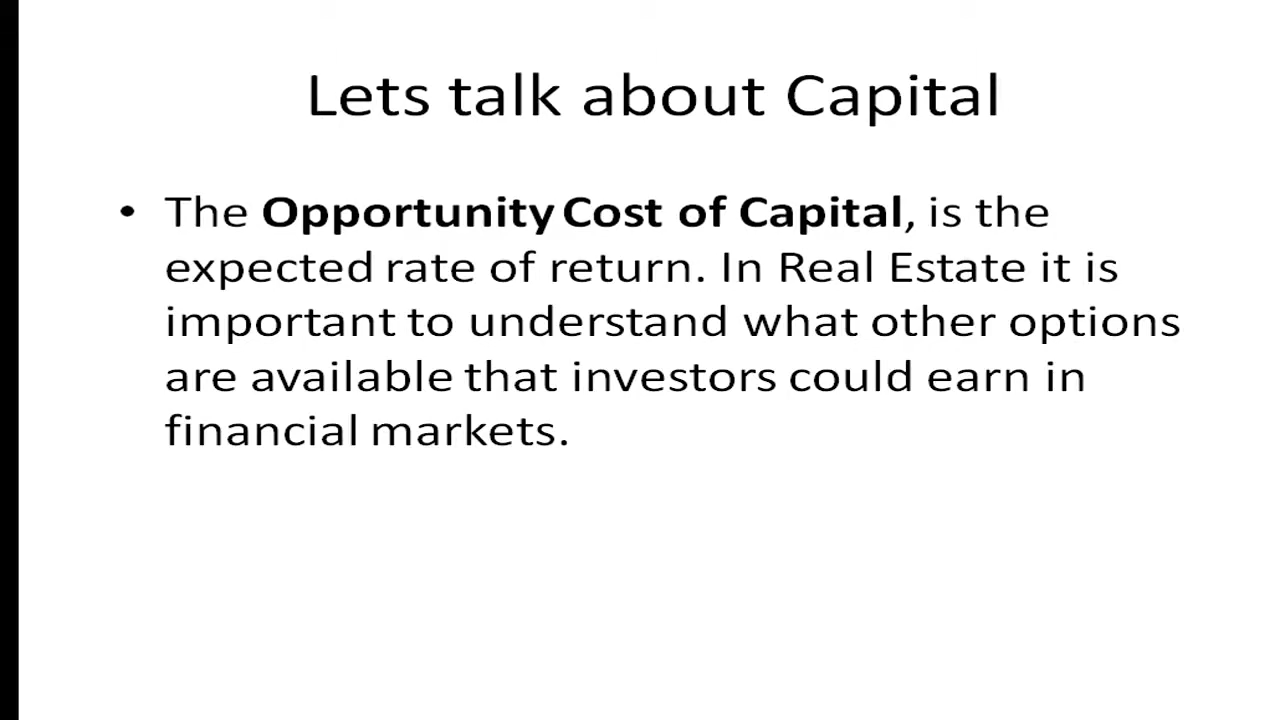 Lets talk about Capital
• The Opportunity Cost of Capital, is the
expected rate of return. In Real Estate it is
important to understand what other options
are available that investors could earn in
financial markets.